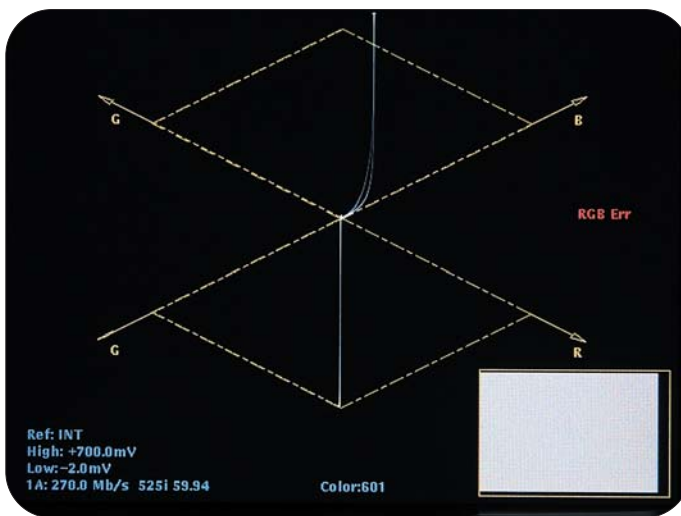 G
B
RGB Err
G
R
Ref: INT
High: +700.0mV
Low:-2.0mV
1A: 270.0 Mb/s 525i 59.94
Color:601